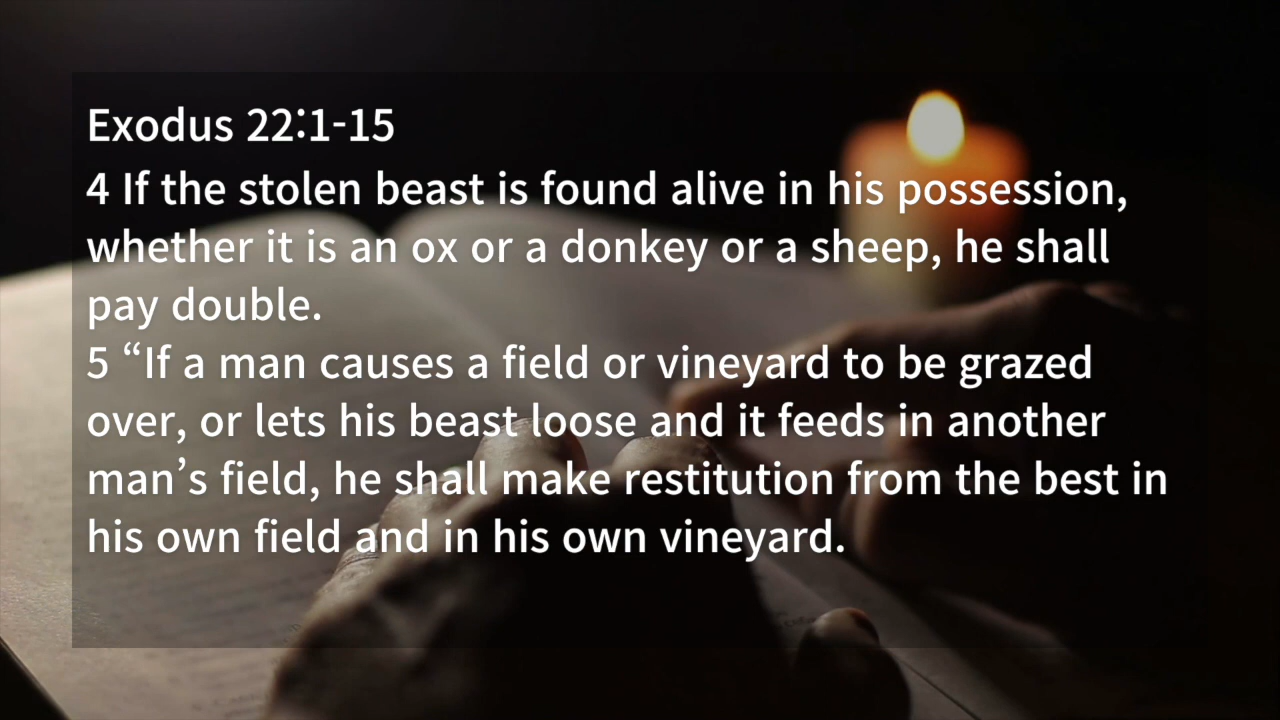 Exodus 22:1-15
4 If the stolen beast is found alive in his possession,
whether it is an ox or a donkey or a sheep, he shall
pay double.
5 “If a man causes a field or vineyard to be grazed
over, or lets his beast loose and it feeds in another
man’s field, he shall make restitution from the best in
his own field and in his own vineyard.